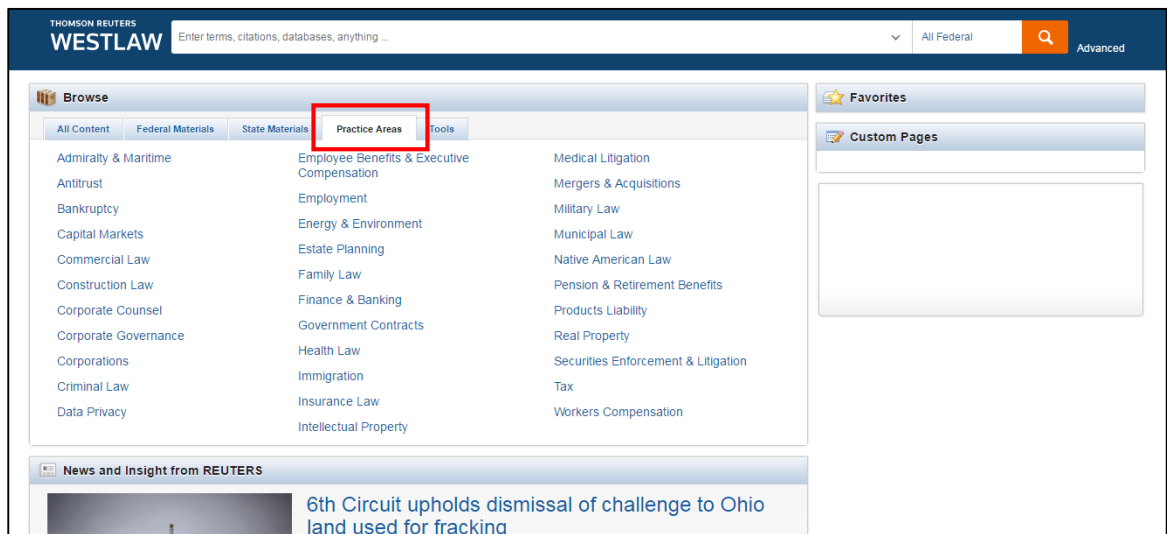 THOMSON REUTERS
WESTLAW
Enter terms, citations, databases, anything ...
All Federal
Advanced
Browse
All Content Federal Materials State Materials Practice Areas Tools
Admiralty & Maritime
Antitrust
Bankruptcy
Capital Markets
Commercial Law
Construction Law
Corporate Counsel
Corporate Governance
Corporations
Criminal Law
Data Privacy
Employee Benefits & Executive
Compensation
Employment
Energy & Environment
Estate Planning
Family Law
Finance & Banking
Government Contracts
Health Law
Immigration
Insurance Law
Intellectual Property
Medical Litigation
Mergers & Acquisitions
Military Law
Municipal Law
Native American Law
Pension & Retirement Benefits
Products Liability
Real Property
Securities Enforcement & Litigation
Tax
Workers Compensation
Favorites
Custom Pages
News and Insight from REUTERS
6th Circuit upholds dismissal of challenge to Ohio
land used for fracking